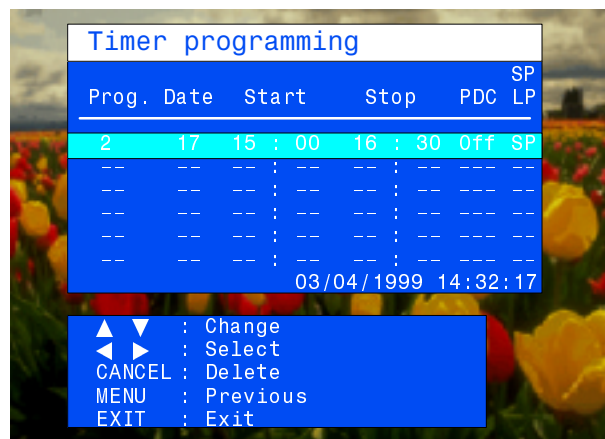 Timer programming
SP
Prog. Date Start Stop PDC LP
2 17 15 : 00 16 : 30 Off SP
-- -- -- : -- -- : -- --- --
-- -- -- : -- -- : -- --- --
-- -- -- : -- -- : -- --- --
-- -- -- : -- -- : -- --- --
-- -- -- : -- -- : -- --- --
03/04/1999 14:32:17
▲ ▼ : Change
◀ ▶ : Select
CANCEL : Delete
MENU : Previous
EXIT : Exit